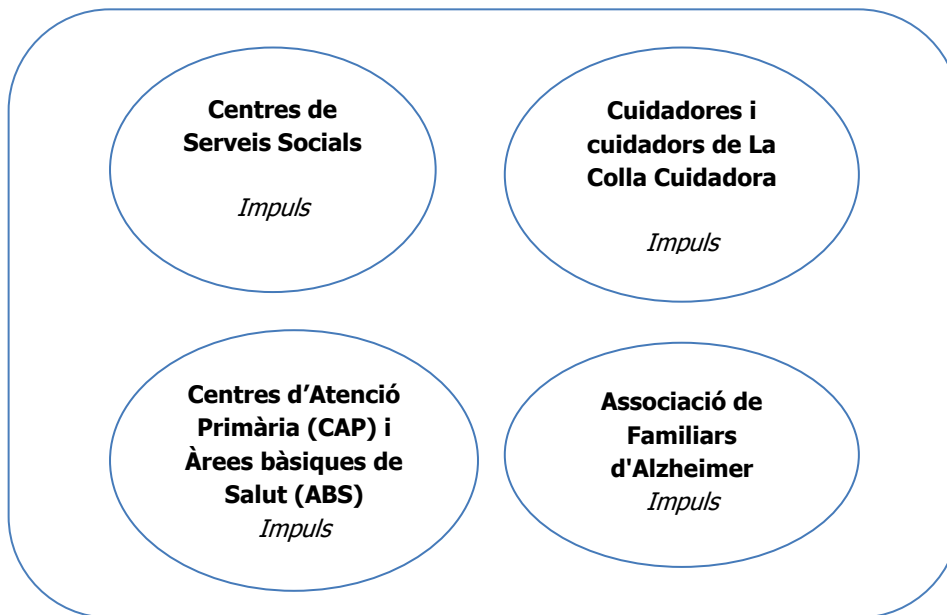 Centres de
Serveis Socials
Impuls
Cuidadores i
cuidadors de La
Colla Cuidadora
Impuls
Centres d’Atenció
Primària (CAP) i
Àrees bàsiques de
Salut (ABS)
Impuls
Associació de
Familiars
d'Alzheimer
Impuls